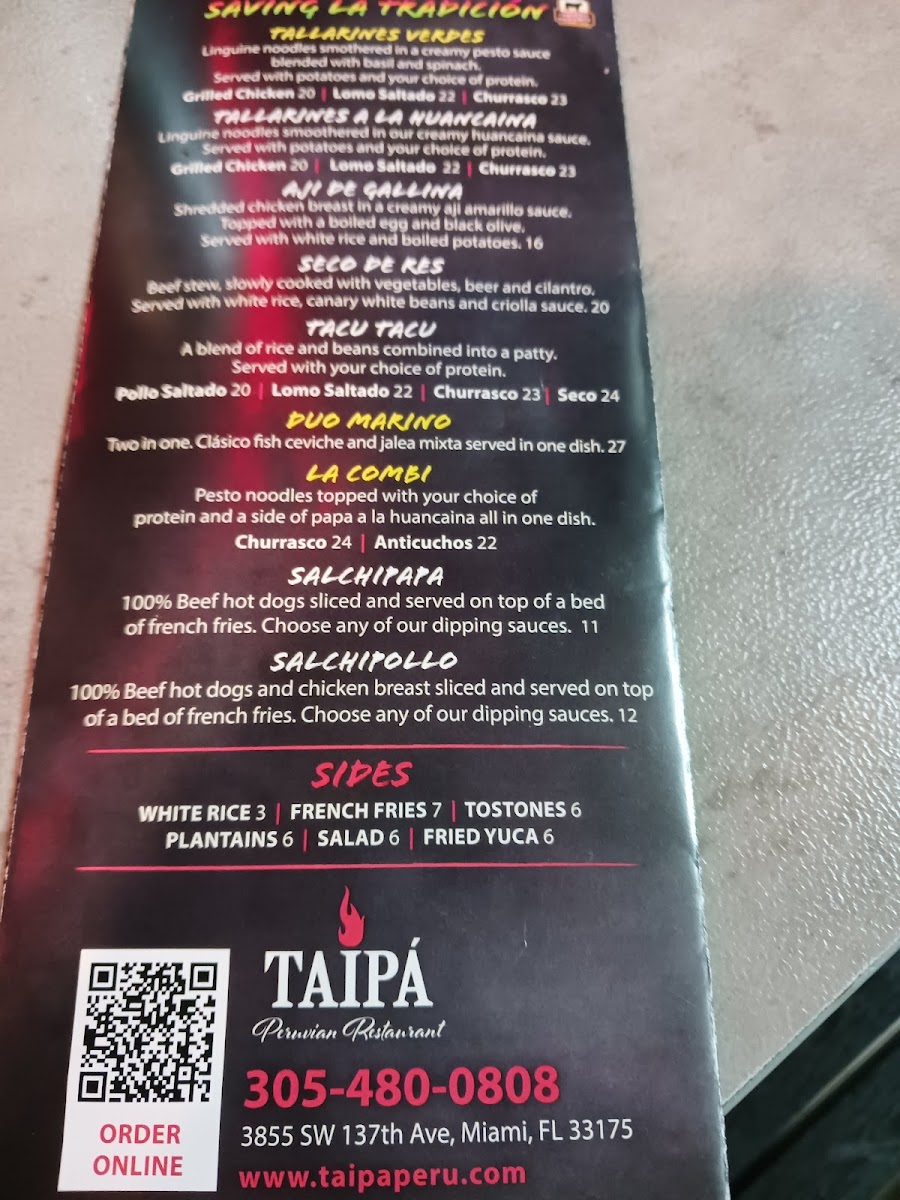 SAVING LA TRADICIÓN
TALLARINES VERDES
Linguine noodles smothered in a creamy pesto sauce
blended with basil and spinach.
Served with potatoes and your choice of protein.
Grilled Chicken 20 | Lomo Saltado 22 | Churrasco 23
TALLARINES A LA HUANCAINA
Linguine noodles smoothered in our creamy huancaina sauce.
Served with potatoes and your choice of protein.
Grilled Chicken 20 | Lomo Saltado 22 | Churrasco 23
AJI DE GALLINA
Shredded chicken breast in a creamy aji amarillo sauce.
Topped with a boiled egg and black olive.
Served with white rice and boiled potatoes. 16
SECO DE RES
Beef stew, slowly cooked with vegetables, beer and cilantro.
Served with white rice, canary white beans and criolla sauce. 20
TACU TACU
A blend of rice and beans combined into a patty.
Served with your choice of protein.
Pollo Saltado 20 | Lomo Saltado 22 | Churrasco 23 | Seco 24
DUO MARINO
Two in one. Clásico fish ceviche and jalea mixta served in one dish. 27
LA COMBI
Pesto noodles topped with your choice of
protein and a side of papa a la huancaina all in one dish.
Churrasco 24 | Anticuchos 22
SALCHIPAPA
100% Beef hot dogs sliced and served on top of a bed
of french fries. Choose any of our dipping sauces. 11
SALCHIPOLLO
100% Beef hot dogs and chicken breast sliced and served on top
of a bed of french fries. Choose any of our dipping sauces. 12
SIDES
WHITE RICE 3 | FRENCH FRIES 7 | TOSTONES 6
PLANTAINS 6 | SALAD 6 | FRIED YUCA 6
TAIPÁ
Peruvian Restaurant
305-480-0808
3855 SW 137th Ave, Miami, FL 33175
www.taipaperu.com
ORDER
ONLINE